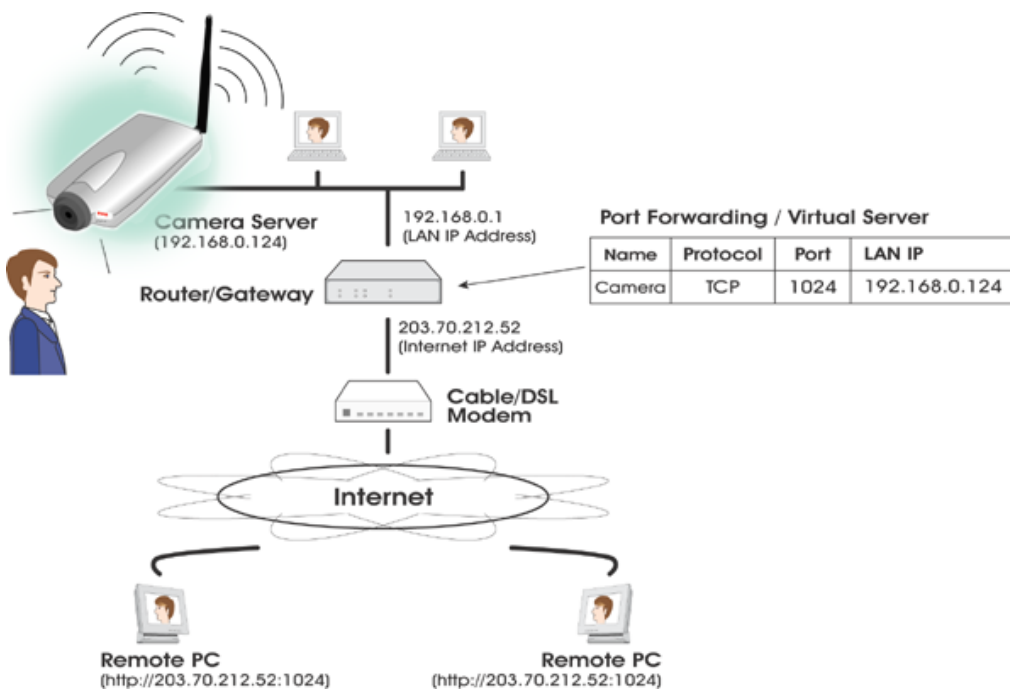 Camera Server
(192.168.0.124)
192.168.0.1
(LAN IP Address)
Port Forwarding / Virtual Server
Name Protocol Port LAN IP
Camera TCP 1024 192.168.0.124
Router/Gateway
203.70.212.52
(Internet IP Address)
Cable/DSL
Modem
Internet
Remote PC
(http://203.70.212.52:1024)
Remote PC
(http://203.70.212.52:1024)